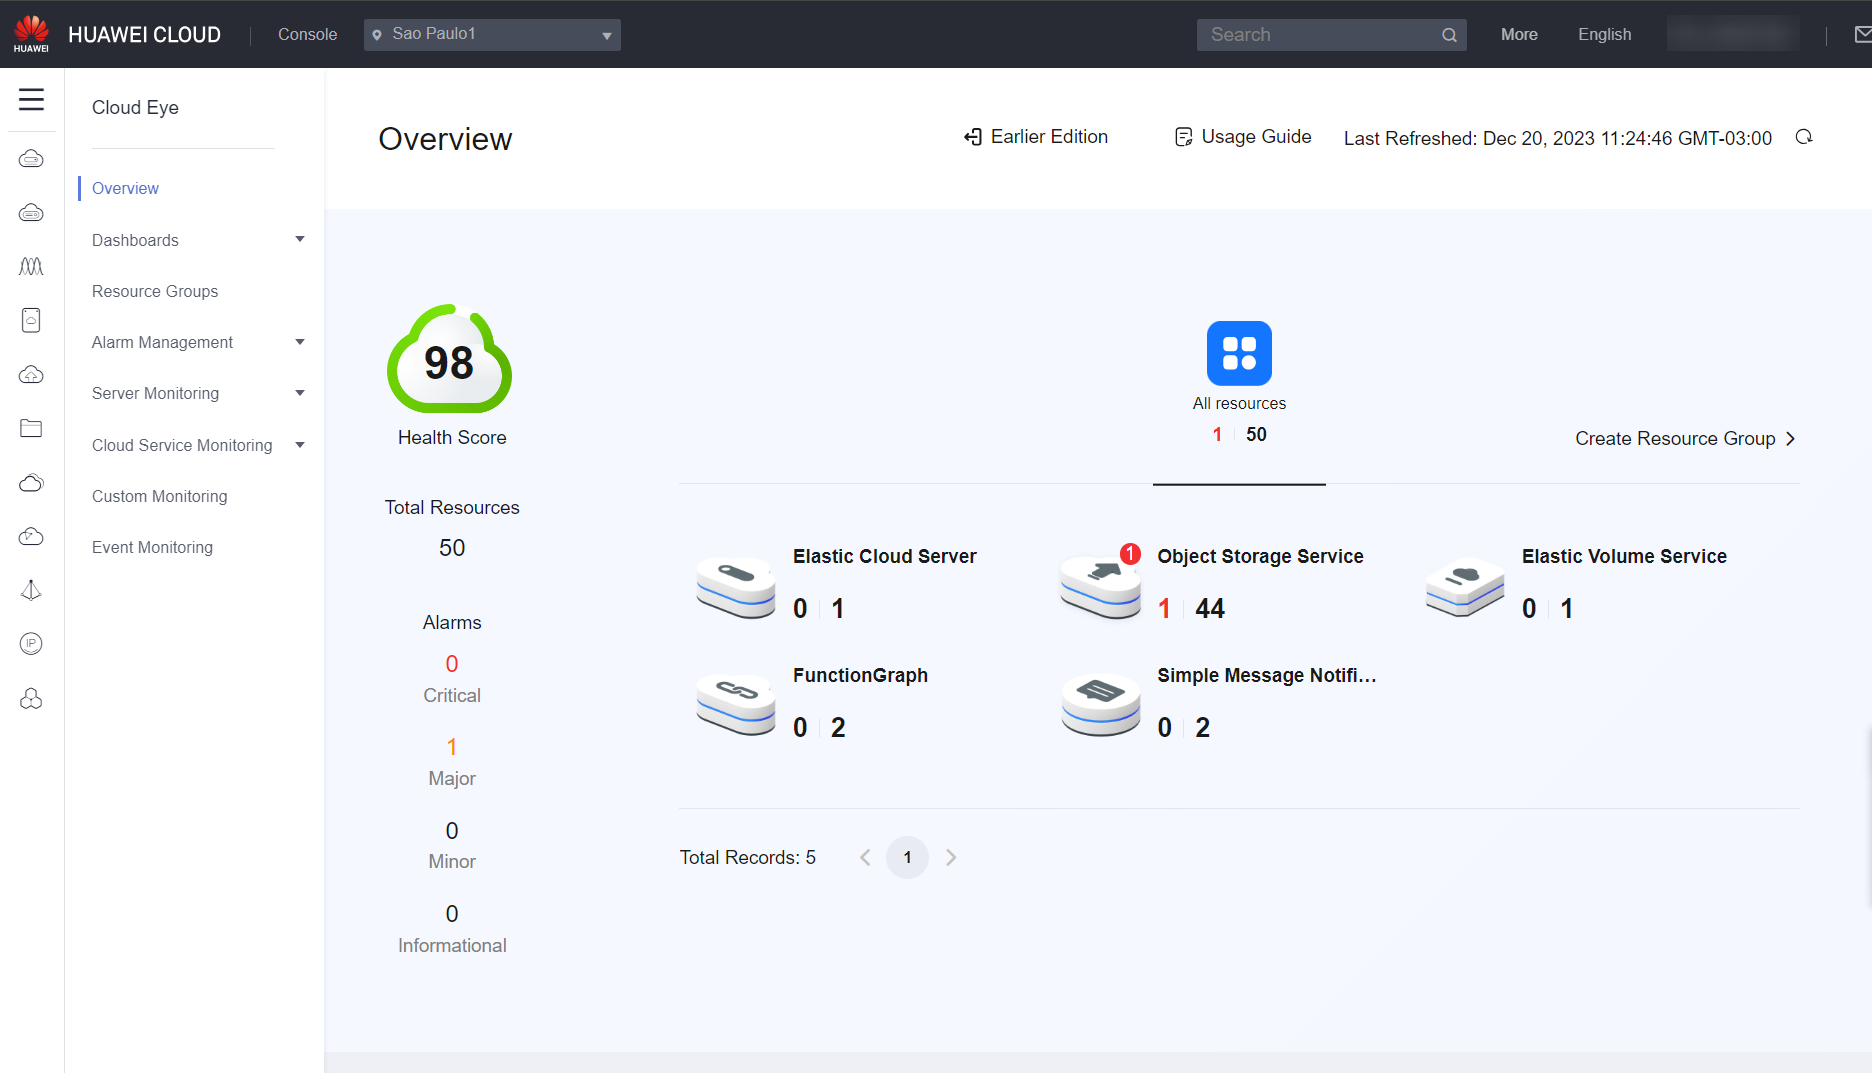 HUAWEI
HUAWEI CLOUD
Console
Sao Paulo1
Search
More
English
Cloud Eye
Overview
Dashboards
Resource Groups
Alarm Management
Server Monitoring
Cloud Service Monitoring
Custom Monitoring
Event Monitoring
IP
Overview
Earlier Edition
Usage Guide
Last Refreshed: Dec 20, 2023 11:24:46 GMT-03:00
98
Health Score
Total Resources
50
Alarms
0
Critical
1
Major
0
Minor
0
Informational
All resources
1 50
Create Resource Group
Elastic Cloud Server
0 1
1
Object Storage Service
1 44
Elastic Volume Service
0 1
FunctionGraph
0 2
Simple Message Notifi...
0 2
Total Records: 5
1